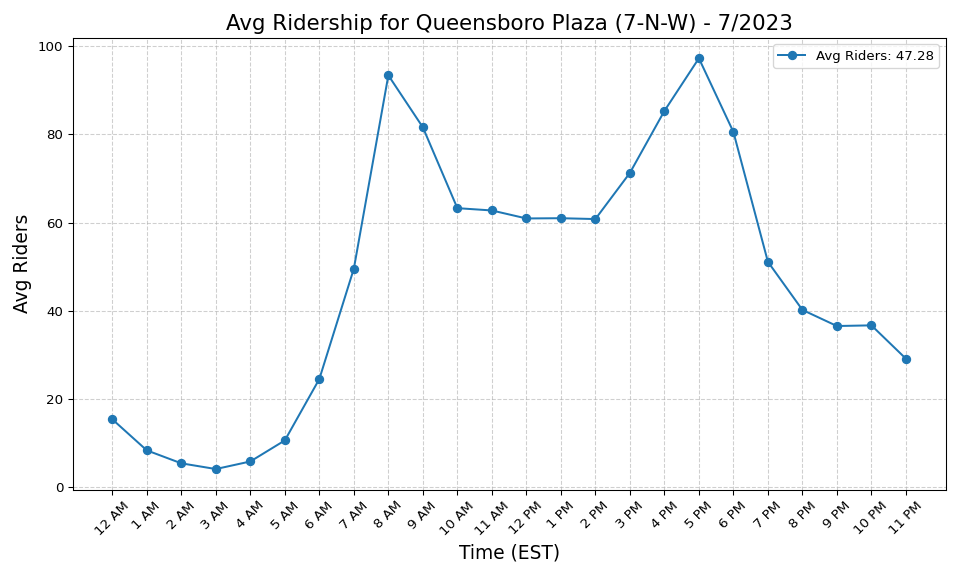 Avg Ridership for Queensboro Plaza (7-N-W) - 7/2023
Avg Riders: 47.28
Avg Riders
100
80
60
40
20
0
12 AM
1 AM
2 AM
3 AM
4 AM
5 AM
6 AM
7 AM
8 AM
9 AM
10 AM
11 AM
12 PM
1 PM
2 PM
3 PM
4 PM
5 PM
6 PM
7 PM
8 PM
9 PM
10 PM
11 PM
Time (EST)